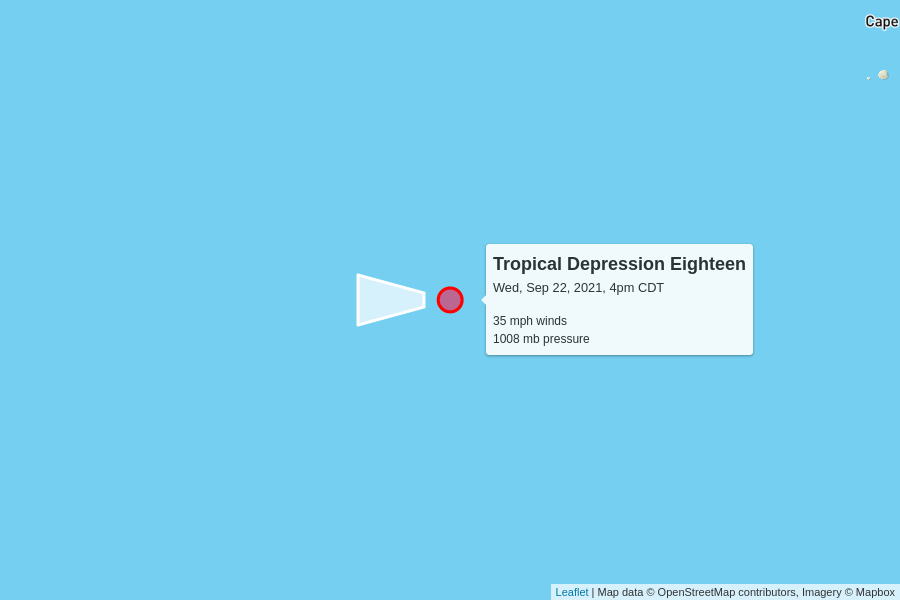 Cape
Tropical Depression Eighteen
Wed, Sep 22, 2021, 4pm CDT
35 mph winds
1008 mb pressure
Leaflet | Map data © OpenStreetMap contributors, Imagery © Mapbox